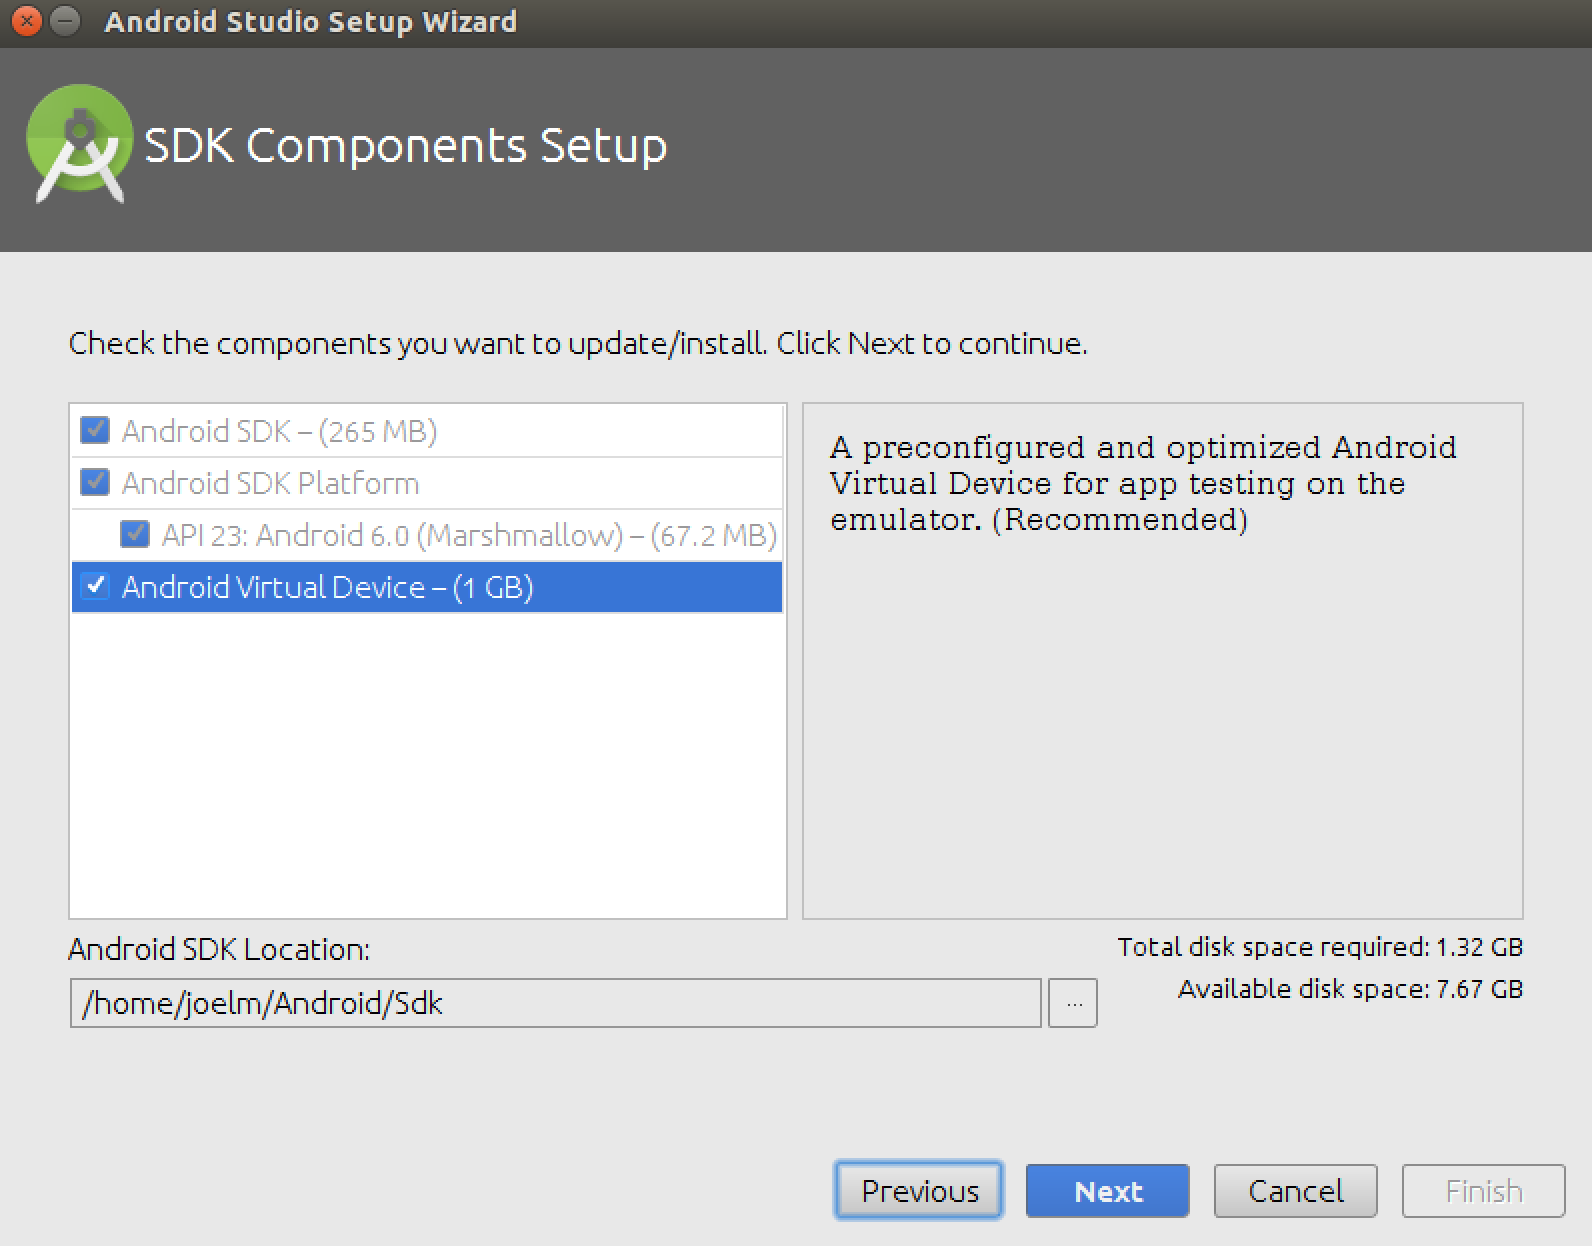 Android Studio Setup Wizard
SDK Components Setup
Check the components you want to update/install. Click Next to continue.
Android SDK – (265 MB)
Android SDK Platform
API 23: Android 6.0 (Marshmallow) – (67.2 MB)
Android Virtual Device – (1 GB)
A preconfigured and optimized Android
Virtual Device for app testing on the
emulator. (Recommended)
Android SDK Location:
/home/joelm/Android/Sdk
...
Total disk space required: 1.32 GB
Available disk space: 7.67 GB
Previous
Next
Cancel
Finish